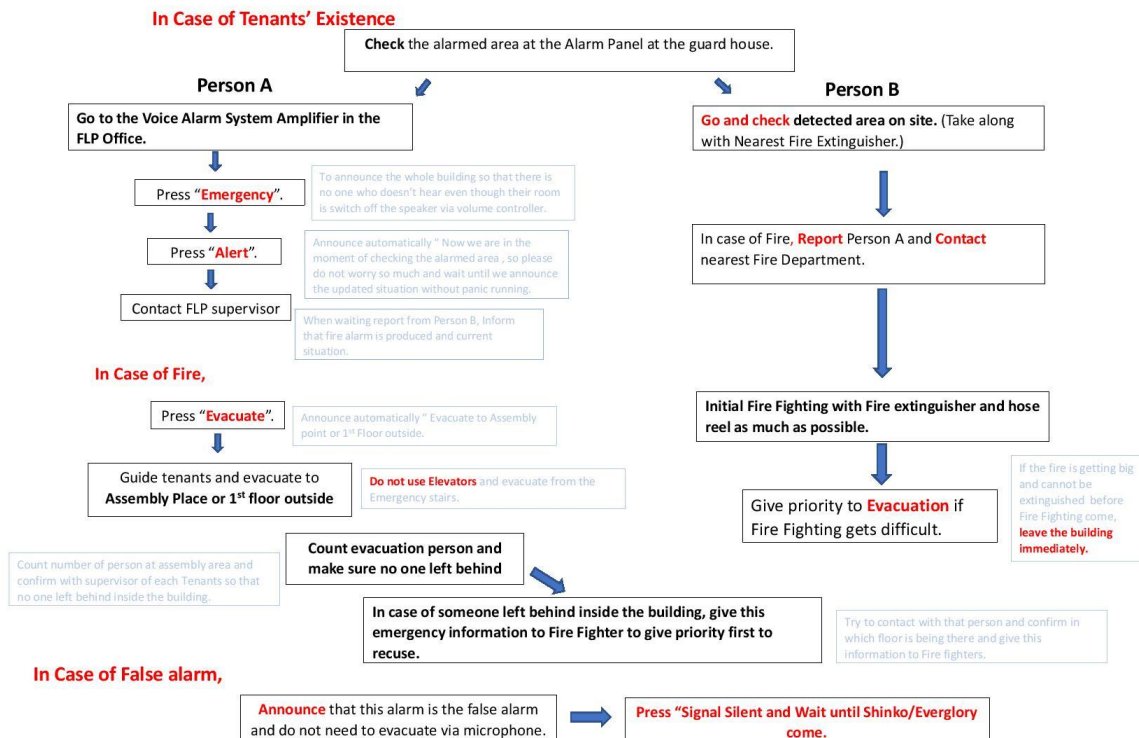 In Case of Tenants’ Existence
Check the alarmed area at the Alarm Panel at the guard house.
Person A
Go to the Voice Alarm System Amplifier in the
FLP Office.
Press “Emergency”.
To announce the whole building so that there is
no one who doesn’t hear even though their room
is switch off the speaker via volume controller.
Press “Alert”.
Announce automatically “ Now we are in the
moment of checking the alarmed area , so please
do not worry so much and wait until we announce
the updated situation without panic running.
Contact FLP supervisor
When waiting report from Person B, Inform
that fire alarm is produced and current
situation.
Person B
Go and check detected area on site. (Take along
with Nearest Fire Extinguisher.)
In case of Fire, Report Person A and Contact
nearest Fire Department.
Initial Fire Fighting with Fire extinguisher and hose
reel as much as possible.
Give priority to Evacuation if
Fire Fighting gets difficult.
If the fire is getting big
and cannot be
extinguished before
Fire Fighting come,
leave the building
immediately.
In Case of Fire,
Press “Evacuate”.
Announce automatically “ Evacuate to Assembly
point or 1st Floor outside.
Guide tenants and evacuate to
Assembly Place or 1st floor outside
Do not use Elevators and evacuate from the
Emergency stairs.
Count evacuation person and
make sure no one left behind
Count number of person at assembly area and
confirm with supervisor of each Tenants so that
no one left behind inside the building.
In case of someone left behind inside the building, give this
emergency information to Fire Fighter to give priority first to
recuse.
Try to contact with that person and confirm in
which floor is being there and give this
information to Fire fighters.
In Case of False alarm,
Announce that this alarm is the false alarm
and do not need to evacuate via microphone.
Press “Signal Silent and Wait until Shinko/Everglory
come.